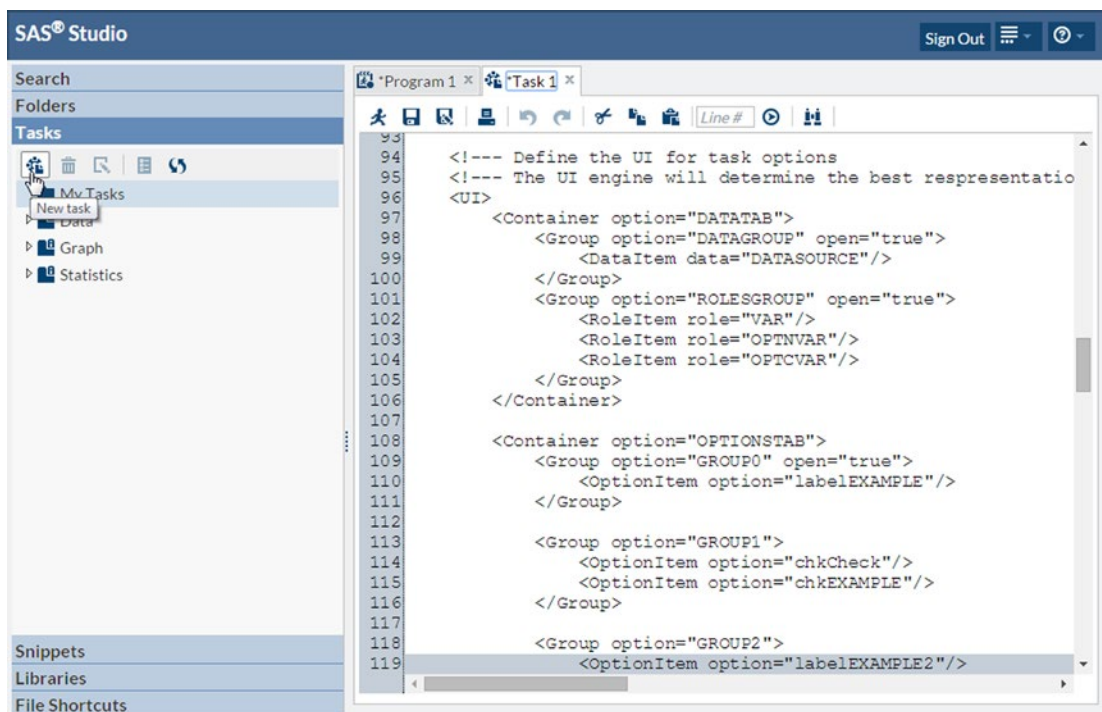 SAS® Studio
Sign Out
Search
Folders
Tasks
My Tasks
New task
Data
Graph
Statistics
Snippets
Libraries
File Shortcuts
*Program 1 ×
*Task 1 ×
Line #
93
94 <!--- Define the UI for task options
95 <!--- The UI engine will determine the best respresentatio
96 <UI>
97 <Container option="DATATAB">
98 <Group option="DATAGROUP" open="true">
99 <DataItem data="DATASOURCE"/>
100 </Group>
101 <Group option="ROLESGROUP" open="true">
102 <RoleItem role="VAR"/>
103 <RoleItem role="OPTNVAR"/>
104 <RoleItem role="OPTCVAR"/>
105 </Group>
106 </Container>
107
108 <Container option="OPTIONSTAB">
109 <Group option="GROUP0" open="true">
110 <OptionItem option="labelEXAMPLE"/>
111 </Group>
112
113 <Group option="GROUP1">
114 <OptionItem option="chkCheck"/>
115 <OptionItem option="chkEXAMPLE"/>
116 </Group>
117
118 <Group option="GROUP2">
119 <OptionItem option="labelEXAMPLE2"/>